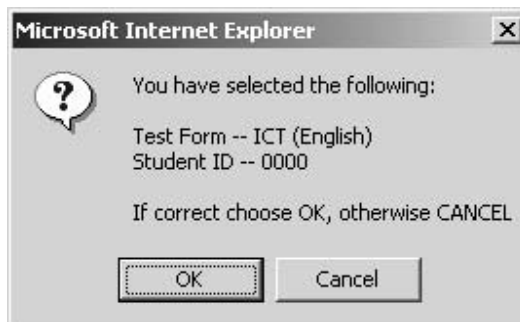 Microsoft Internet Explorer
You have selected the following:
Test Form -- ICT (English)
Student ID -- 0000
If correct choose OK, otherwise CANCEL
OK
Cancel